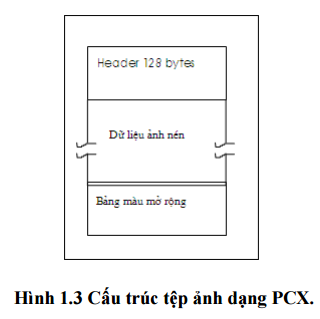 Header 128 bytes
Dữ liệu ảnh nén
Bảng màu mở rộng
Hình 1.3 Cấu trúc tệp ảnh dạng PCX.